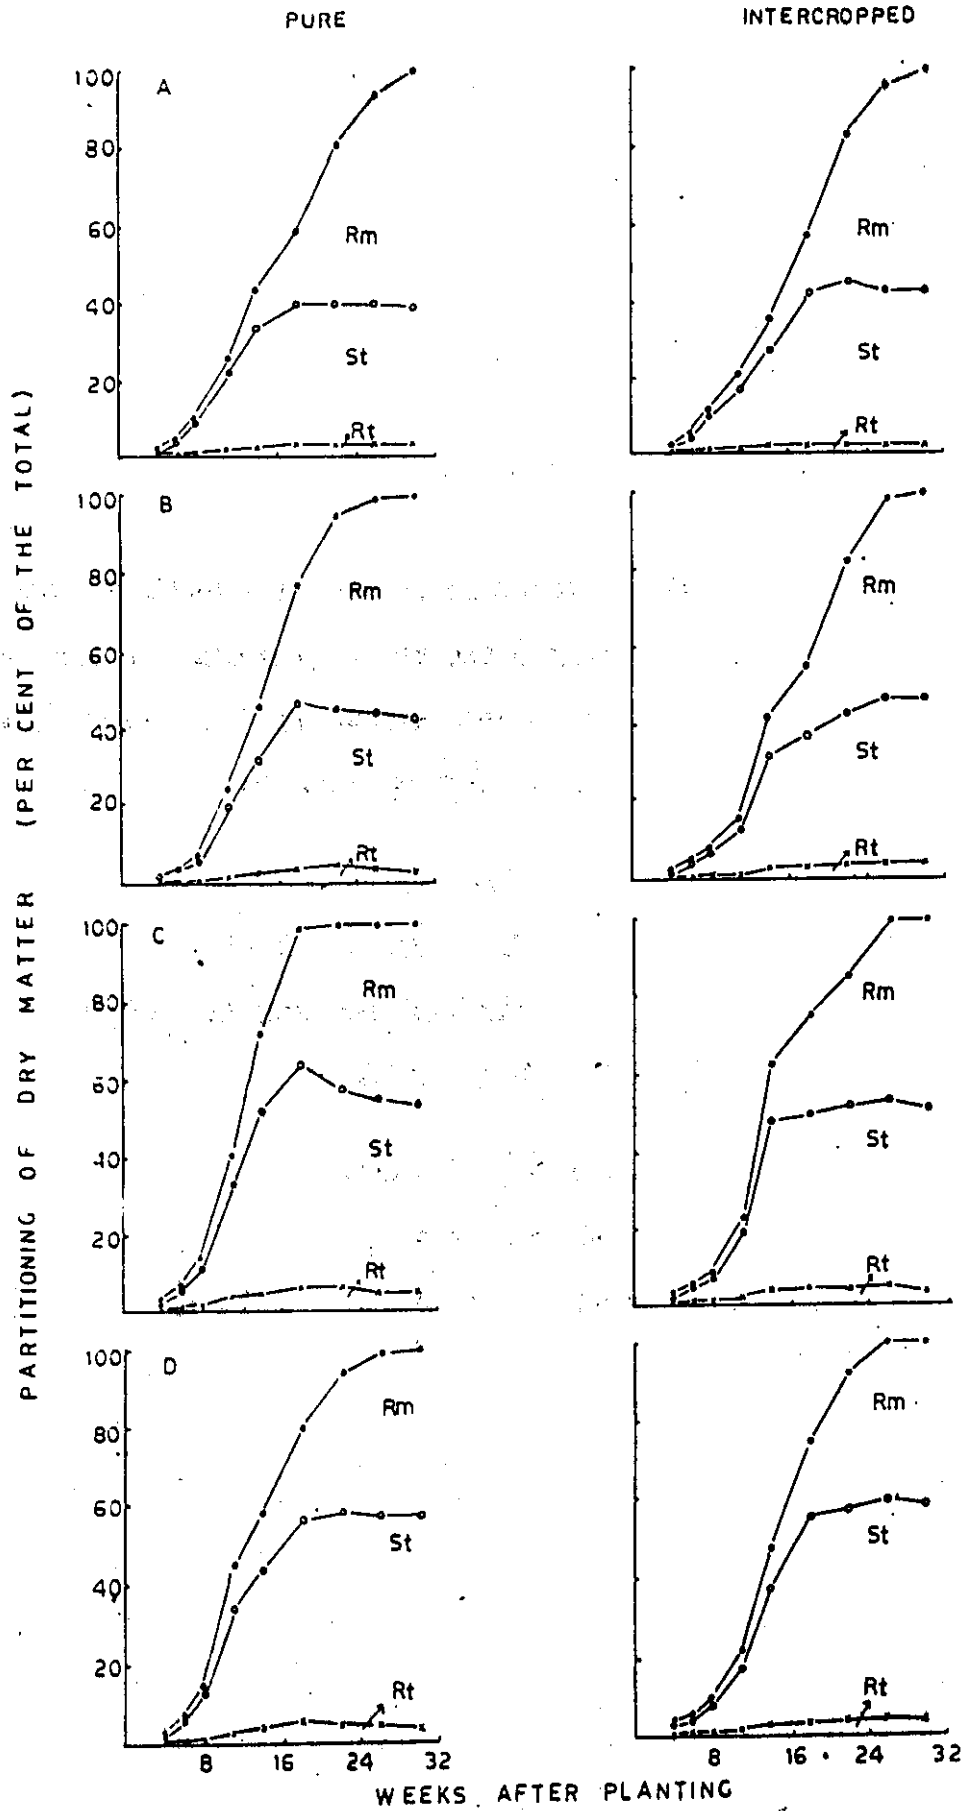 PURE INTERCROPPED
PARTITIONING OF DRY MATTER (PER CENT OF THE TOTAL)
A
100
80
60
40
20
Rm
St
Rt
Rm
St
Rt
B
100
80
60
40
20
Rm
St
Rt
Rm
St
Rt
C
100
80
60
40
20
Rm
St
Rt
Rm
St
Rt
D
100
80
60
40
20
Rm
St
Rt
Rm
St
Rt
8 16 24 32 8 16 24 32
WEEKS AFTER PLANTING